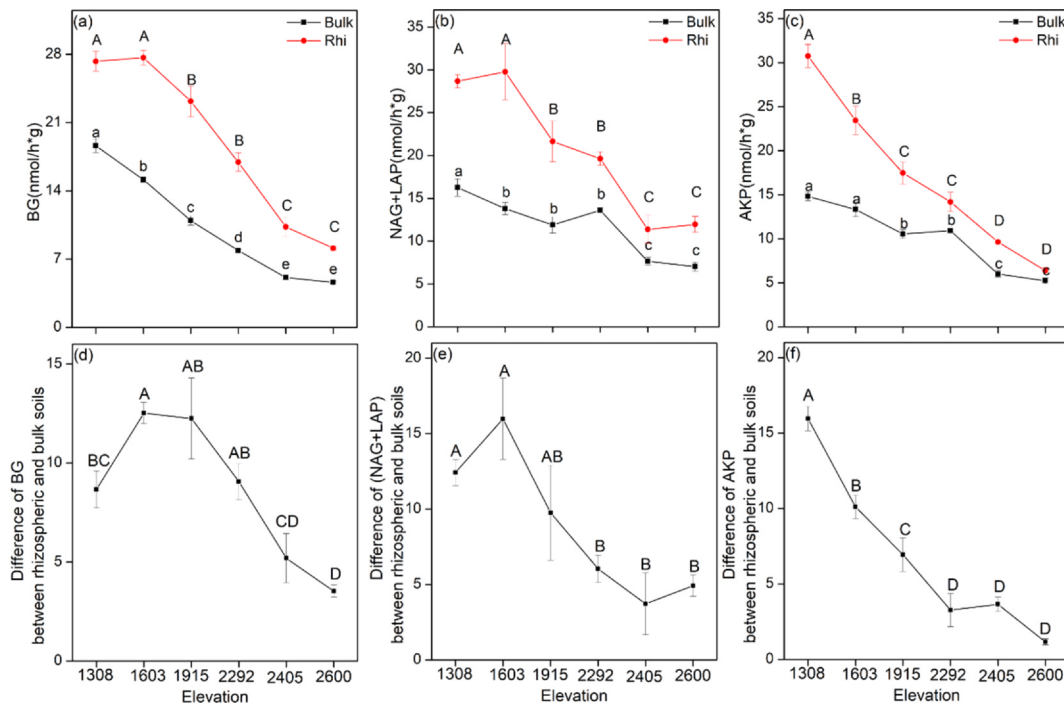 (a)
Bulk
Rhi
A
A
B
B
C
C
a
b
c
d
e
e
28
21
14
7
0
BG(nmol/h*g)
(b)
Bulk
Rhi
A
A
B
B
C
C
a
b
b
b
c
c
35
30
25
20
15
10
5
0
NAG+LAP(nmol/h*g)
(c)
Bulk
Rhi
A
B
C
C
D
D
a
a
b
b
c
c
35
30
25
20
15
10
5
0
AKP(nmol/h*g)
(d)
BC
A
AB
AB
CD
D
15
10
5
0
Difference of BG
between rhizospheric and bulk soils
1308 1603 1915 2292 2405 2600
Elevation
(e)
A
A
AB
B
B
B
20
15
10
5
0
Difference of (NAG+LAP)
between rhizospheric and bulk soils
1308 1603 1915 2292 2405 2600
Elevation
(f)
A
B
C
D
D
D
20
15
10
5
0
Difference of AKP
between rhizospheric and bulk soils
1308 1603 1915 2292 2405 2600
Elevation